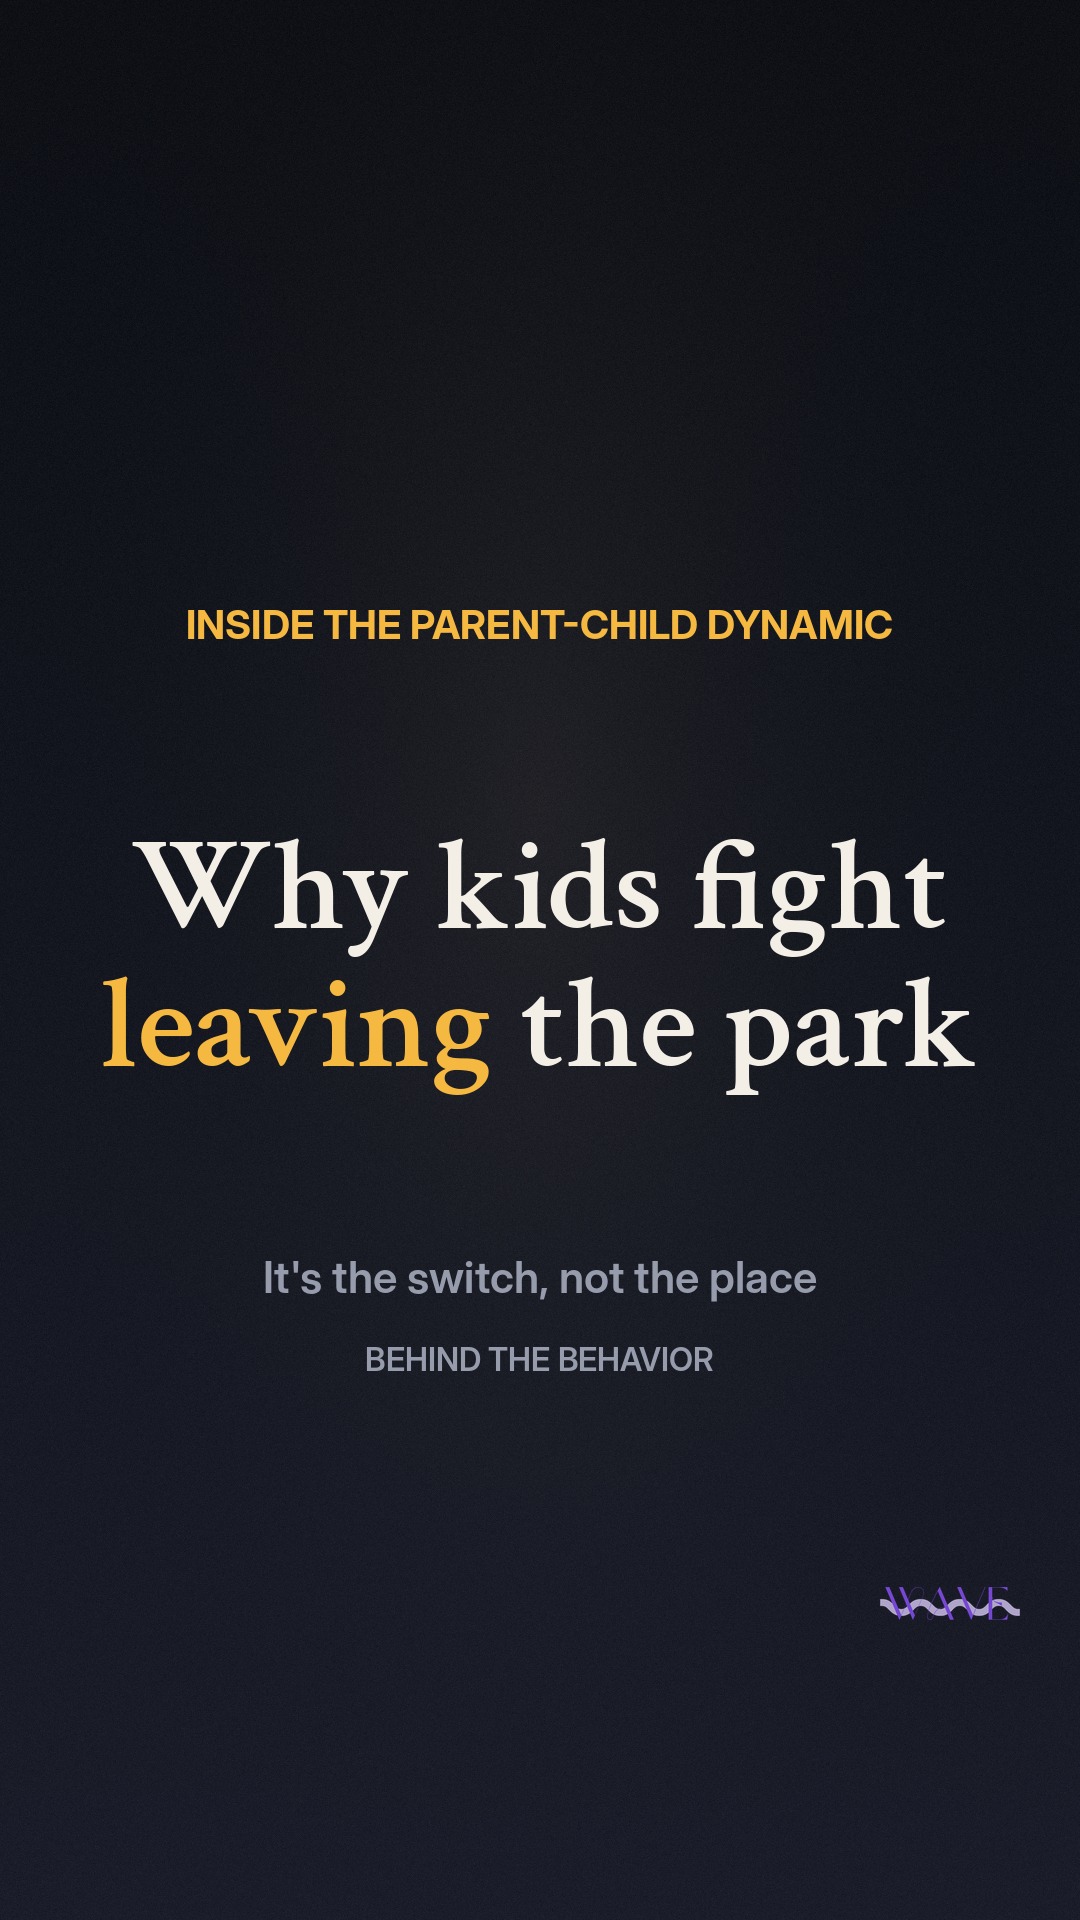 INSIDE THE PARENT-CHILD DYNAMIC
Why kids fight
leaving the park
It's the switch, not the place
BEHIND THE BEHAVIOR
WAVE